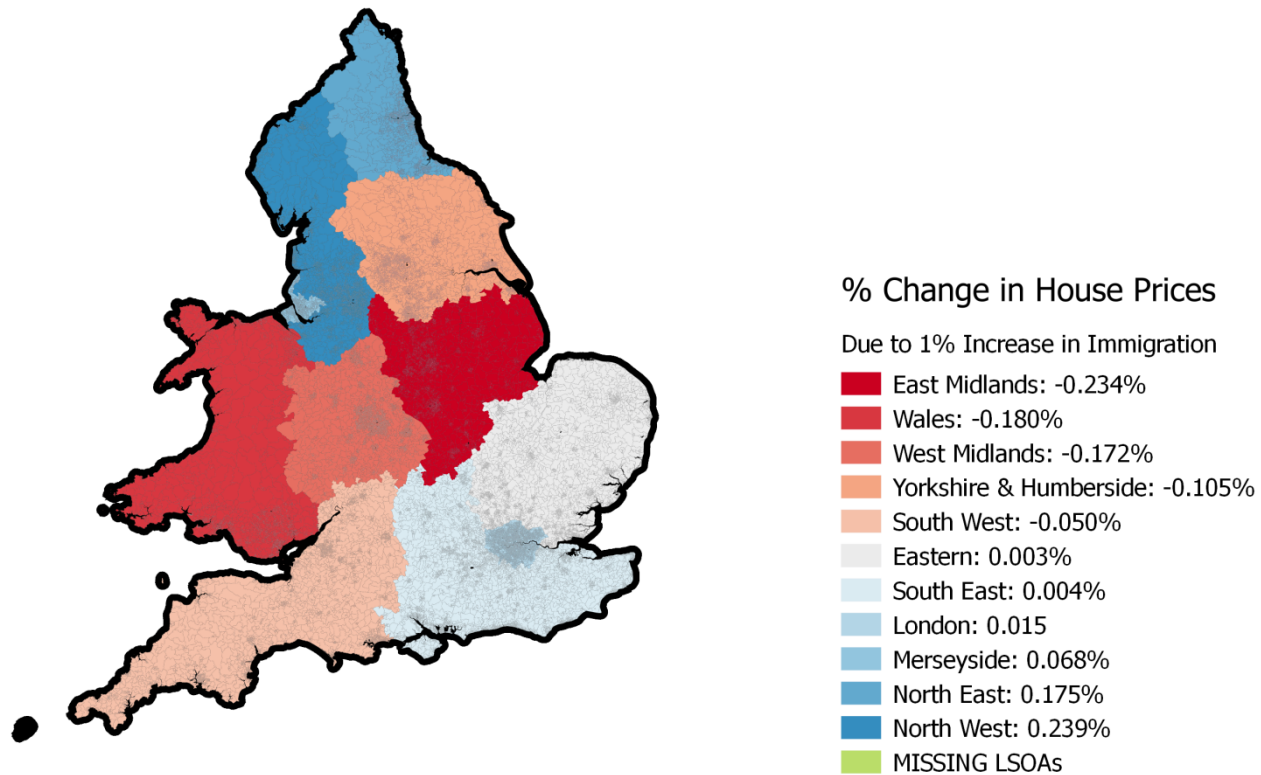 % Change in House Prices
Due to 1% Increase in Immigration
East Midlands: -0.234%
Wales: -0.180%
West Midlands: -0.172%
Yorkshire & Humberside: -0.105%
South West: -0.050%
Eastern: 0.003%
South East: 0.004%
London: 0.015
Merseyside: 0.068%
North East: 0.175%
North West: 0.239%
MISSING LSOAs